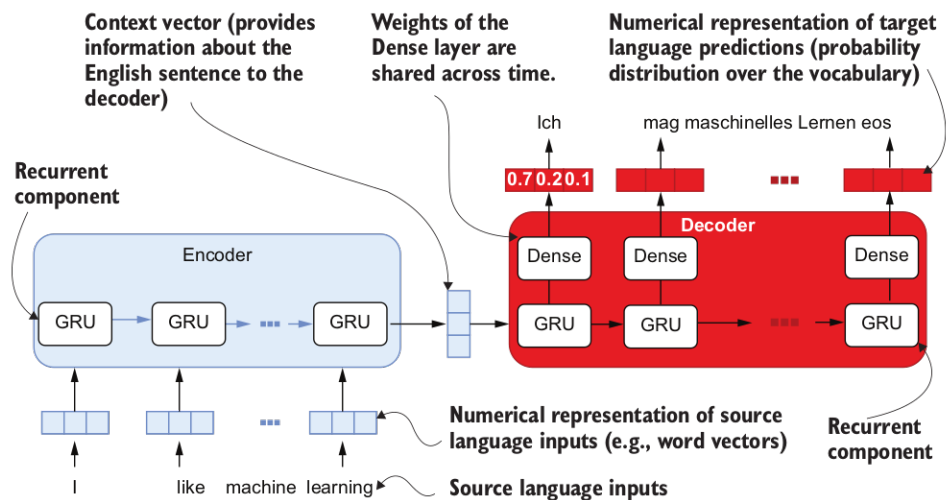 Context vector (provides
information about the
English sentence to the
decoder)
Weights of the
Dense layer are
shared across time.
Numerical representation of target
language predictions (probability
distribution over the vocabulary)
Ich
mag maschinelles Lernen eos
Recurrent
component
0.7 0.2 0.1
Encoder
Decoder
Dense
Dense
Dense
GRU
GRU
GRU
GRU
GRU
GRU
Numerical representation of source
language inputs (e.g., word vectors)
Recurrent
component
I like machine learning
Source language inputs